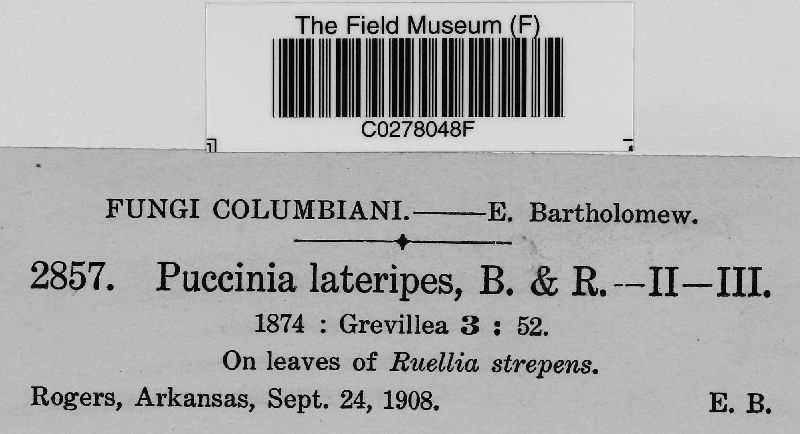 The Field Museum (F)
C0278048F
FUNGI COLUMBIANI.——E. Bartholomew.
2857. Puccinia lateripes, B. & R.--II—III.
1874 : Grevillea 3 : 52.
On leaves of Ruellia strepens.
Rogers, Arkansas, Sept. 24, 1908. E. B.